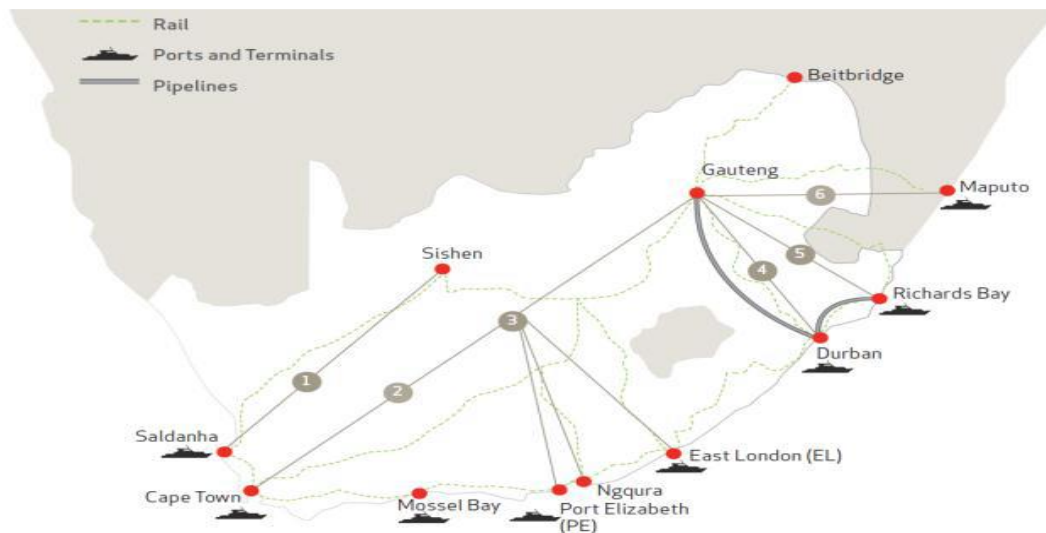 Rail
Ports and Terminals
Pipelines
Beitbridge
Gauteng
6
Maputo
5
4
Sishen
Richards Bay
3
Durban
1
2
Saldanha
East London (EL)
Cape Town
Mossel Bay
Ngqura
Port Elizabeth
(PE)